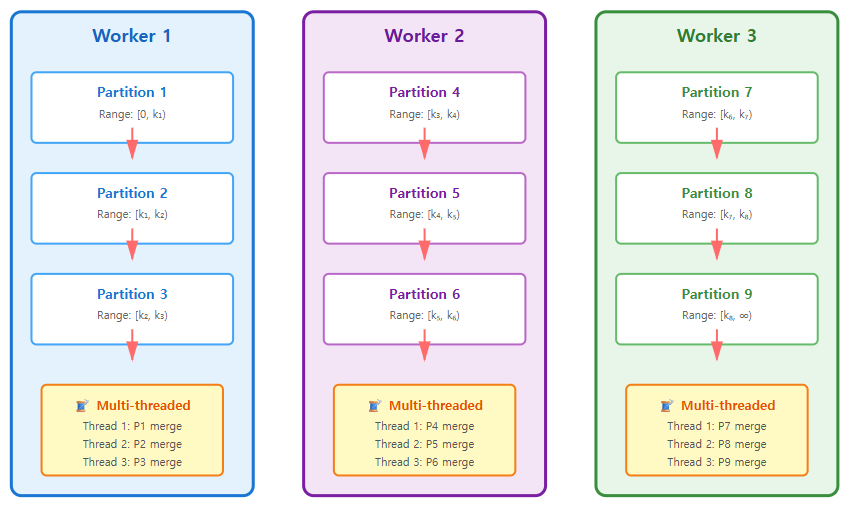 Worker 1
Partition 1
Range: [0, k₁)
Partition 2
Range: [k₁, k₂)
Partition 3
Range: [k₂, k₃)
Multi-threaded
Thread 1: P1 merge
Thread 2: P2 merge
Thread 3: P3 merge
Worker 2
Partition 4
Range: [k₃, k₄)
Partition 5
Range: [k₄, k₅)
Partition 6
Range: [k₅, k₆)
Multi-threaded
Thread 1: P4 merge
Thread 2: P5 merge
Thread 3: P6 merge
Worker 3
Partition 7
Range: [k₆, k₇)
Partition 8
Range: [k₇, k₈)
Partition 9
Range: [k₈, ∞)
Multi-threaded
Thread 1: P7 merge
Thread 2: P8 merge
Thread 3: P9 merge